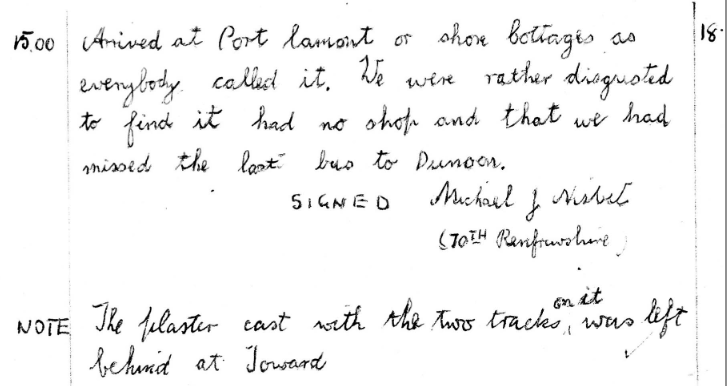 15.00 Arrived at Port Lamont or shore Cottages as 18.
everybody called it. We were rather disgusted
to find it had no shop and that we had
missed the last bus to Dunoon.
SIGNED Michael J Nisbet
(70TH Renfrewshire)
on it
NOTE The plaster cast with the two tracks, was left
behind at Toward